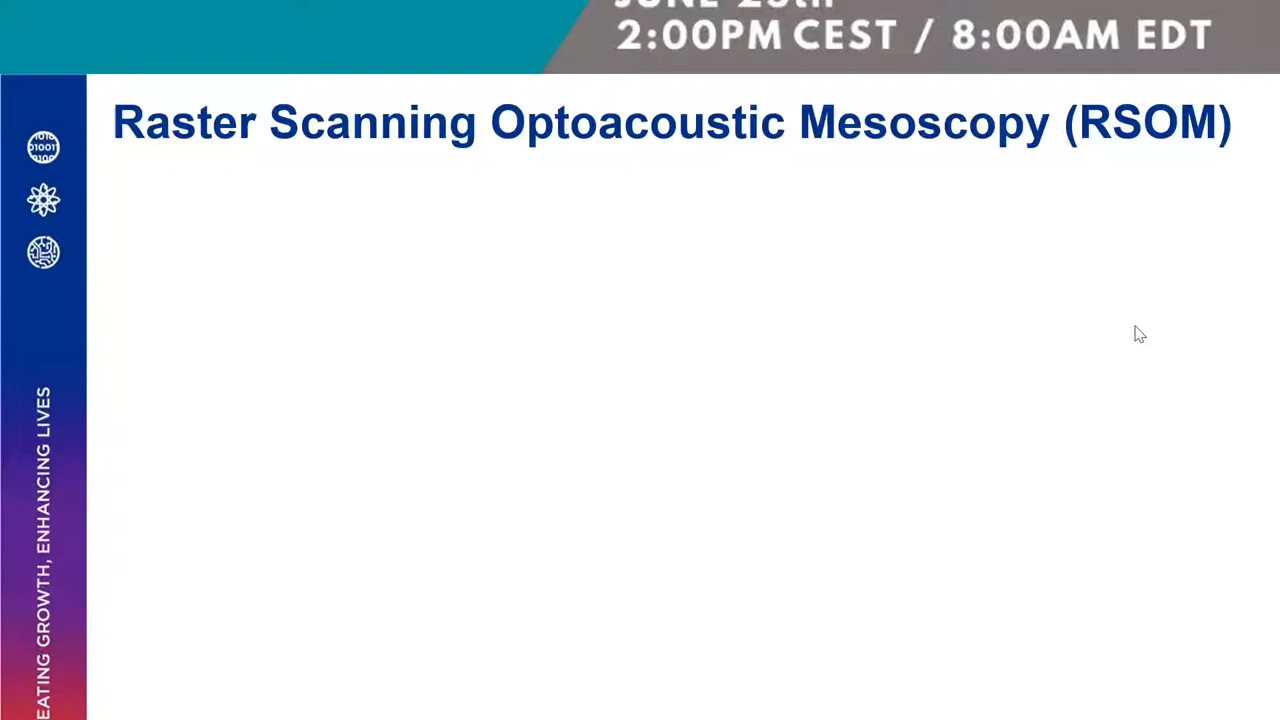 2:00PM CEST / 8:00AM EDT
Raster Scanning Optoacoustic Mesoscopy (RSOM)
EATING GROWTH, ENHANCING LIVES